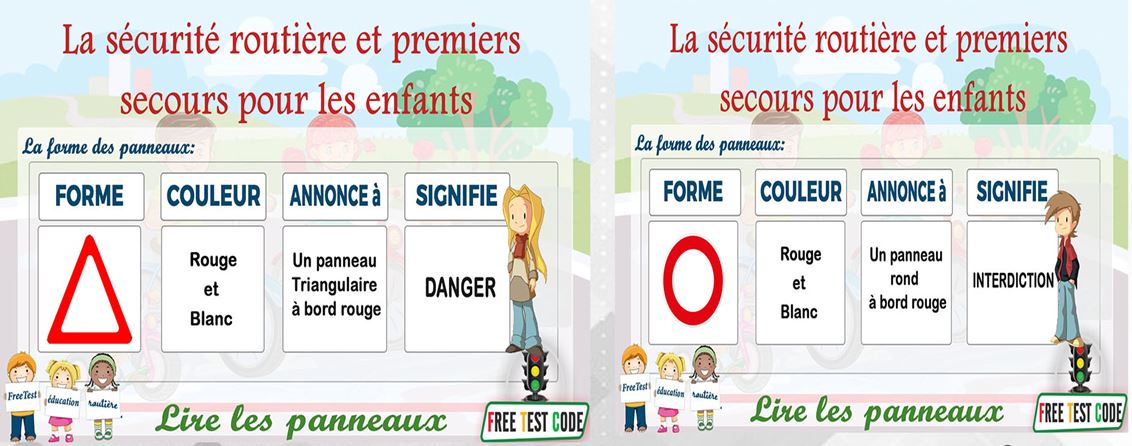 La sécurité routière et premiers
secours pour les enfants
La forme des panneaux:
FORME COULEUR ANNONCE à SIGNIFIE
Rouge
et
Blanc
Un panneau
Triangulaire
à bord rouge
DANGER
FreeTest éducation routière
Lire les panneaux
FREE TEST CODE
La sécurité routière et premiers
secours pour les enfants
La forme des panneaux:
FORME COULEUR ANNONCE à SIGNIFIE
Rouge
et
Blanc
Un panneau
rond
à bord rouge
INTERDICTION
FreeTest éducation routière
Lire les panneaux
FREE TEST CODE